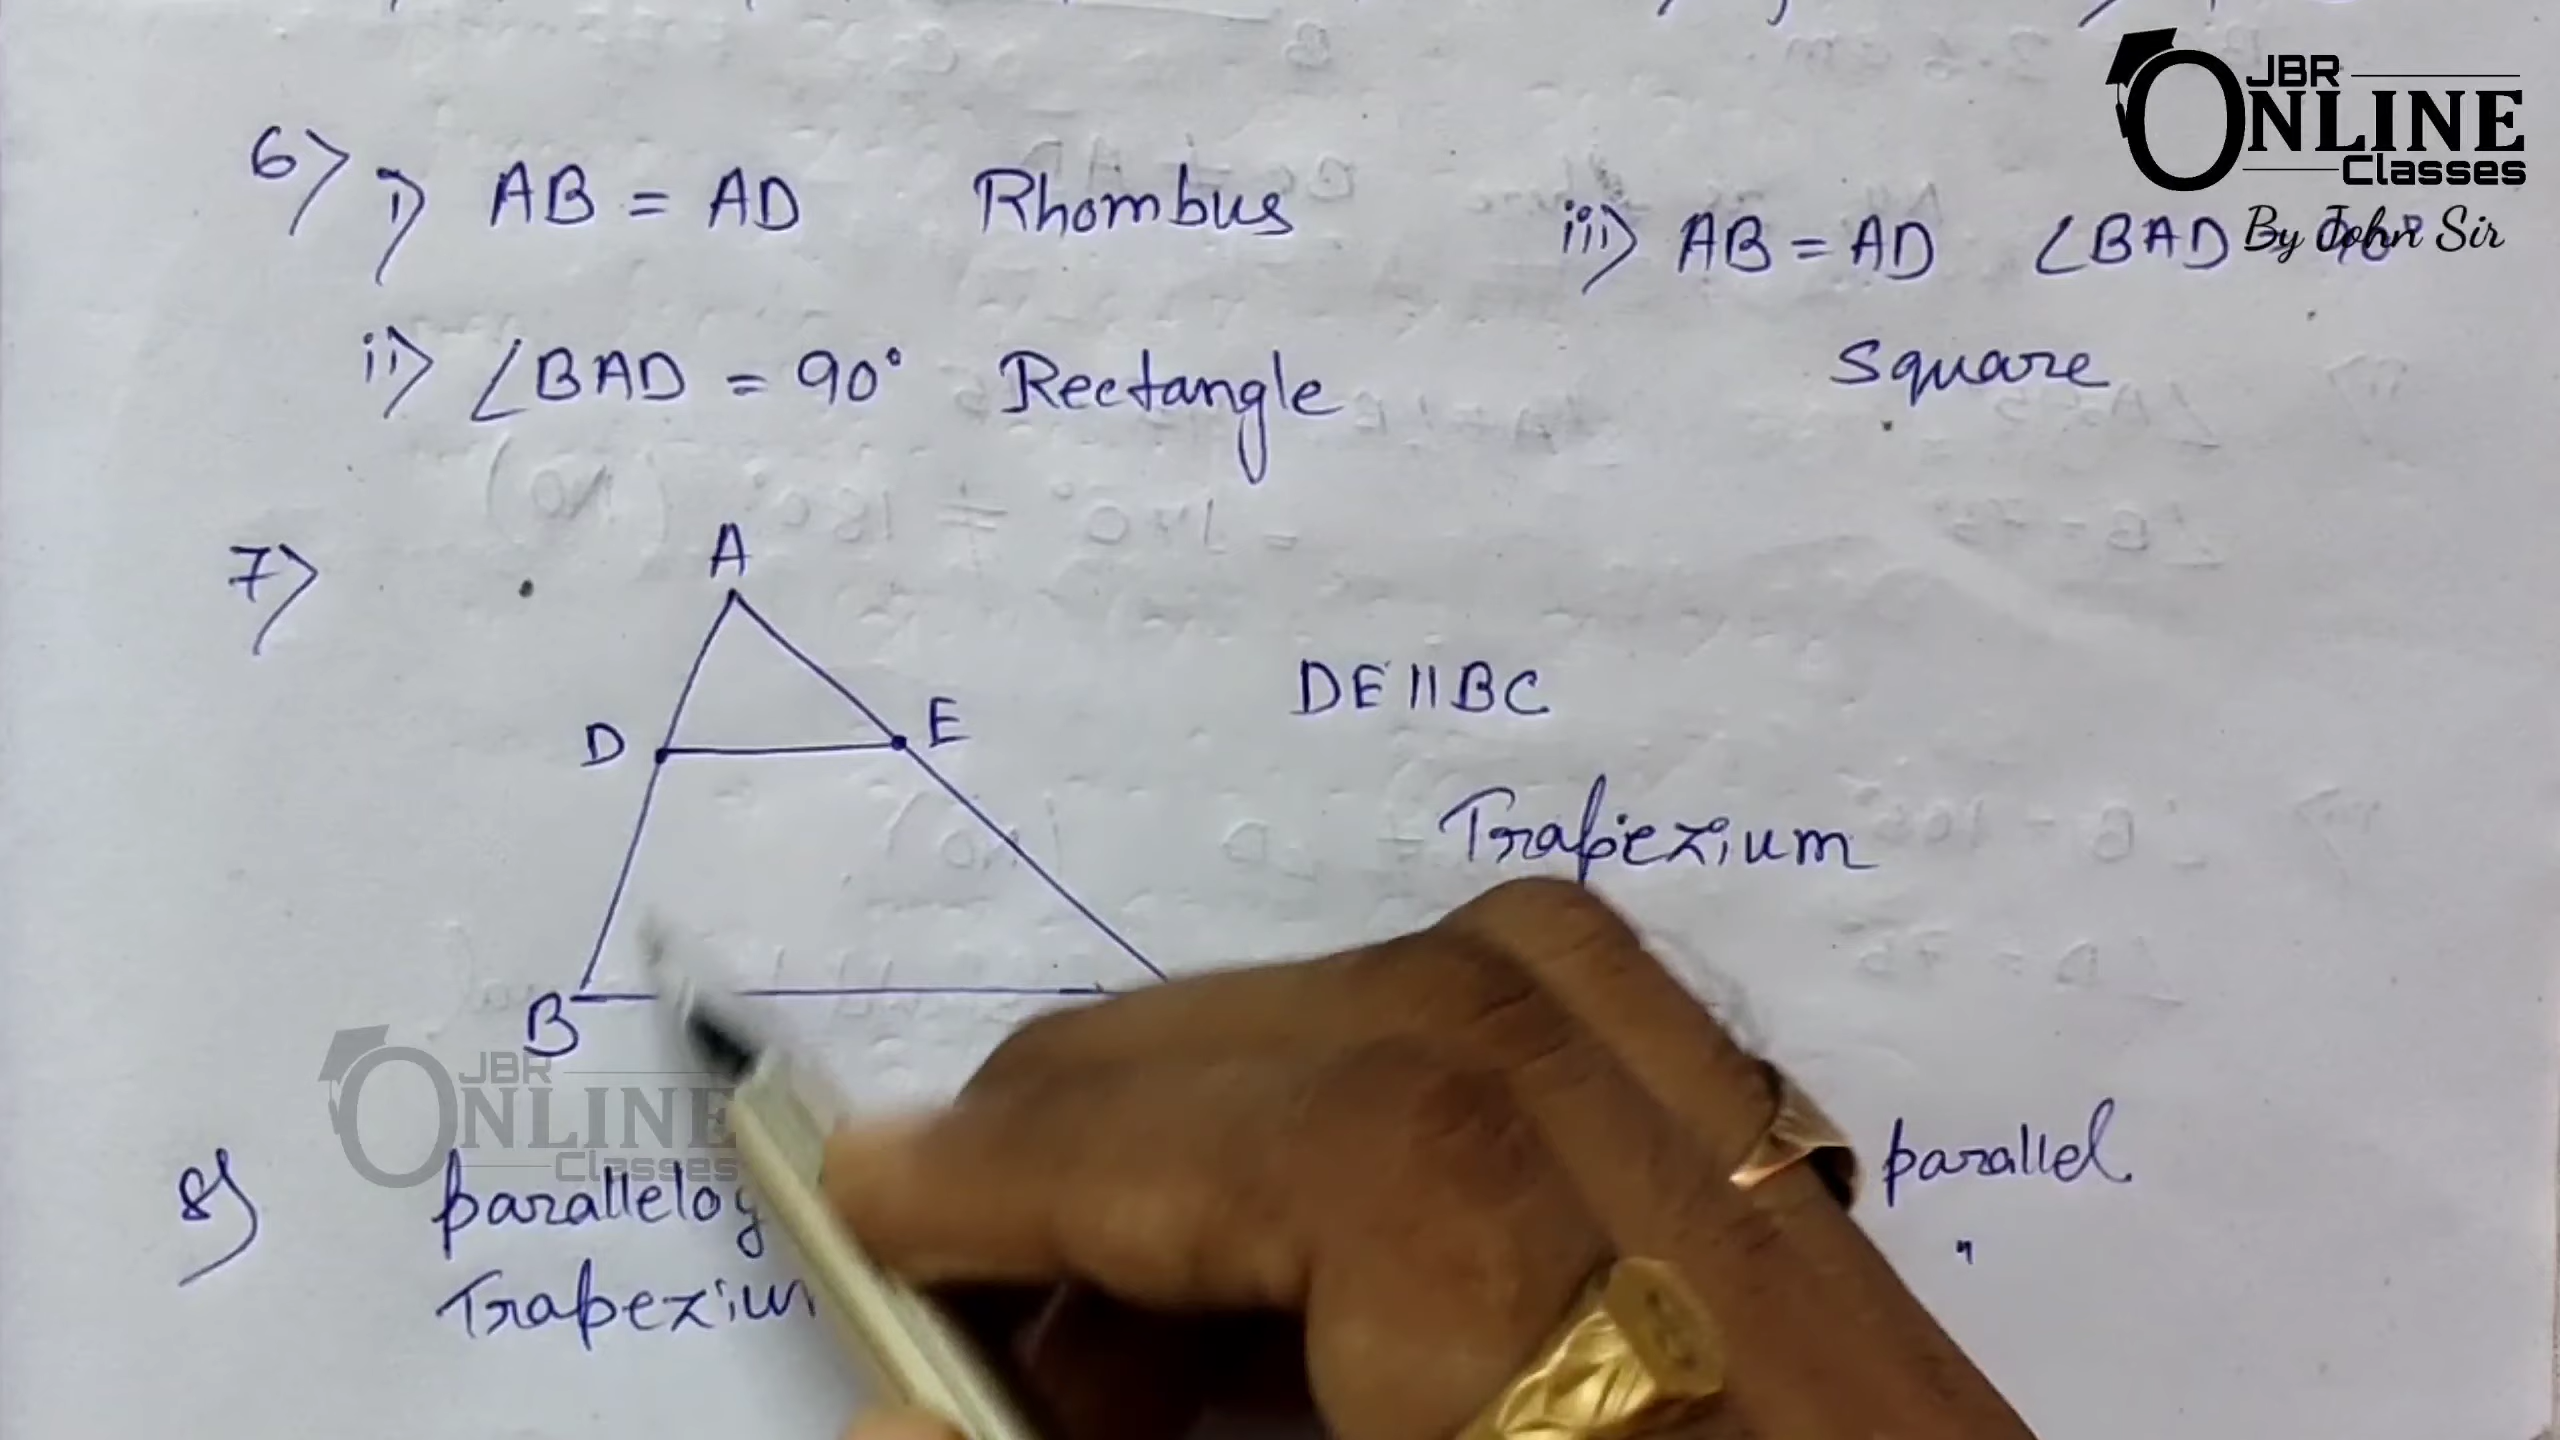 JBR
ONLINE
Classes
By John Sir
6) i) AB = AD Rhombus
iii) AB = AD ∠BAD
ii) ∠BAD = 90° Rectangle
Square
7)
A
D E
DE || BC
Trapezium
B
JBR
ONLINE
Classes
8) parallelog
parallel
Trapezium "